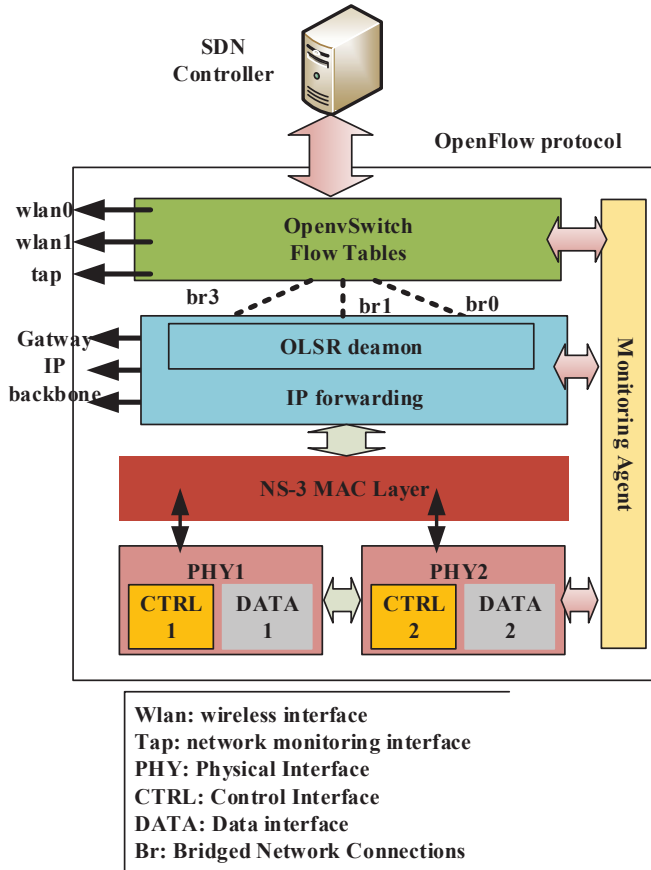 SDN
Controller
OpenFlow protocol
wlan0
wlan1
tap
OpenvSwitch
Flow Tables
br3
br1
br0
Gatway
IP
backbone
OLSR deamon
IP forwarding
Monitoring Agent
NS-3 MAC Layer
PHY1
CTRL
1
DATA
1
PHY2
CTRL
2
DATA
2
Wlan: wireless interface
Tap: network monitoring interface
PHY: Physical Interface
CTRL: Control Interface
DATA: Data interface
Br: Bridged Network Connections